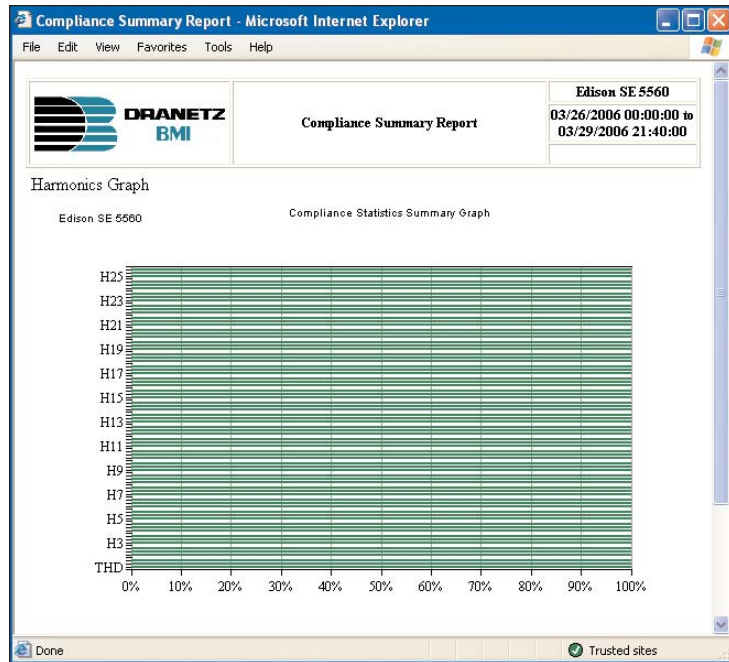 Compliance Summary Report - Microsoft Internet Explorer
File Edit View Favorites Tools Help
DRANETZ
BMI
Compliance Summary Report
Edison SE 5560
03/26/2006 00:00:00 to
03/29/2006 21:40:00
Harmonics Graph
Edison SE 5560
Compliance Statistics Summary Graph
H25
H23
H21
H19
H17
H15
H13
H11
H9
H7
H5
H3
THD
0% 10% 20% 30% 40% 50% 60% 70% 80% 90% 100%
Done
Trusted sites